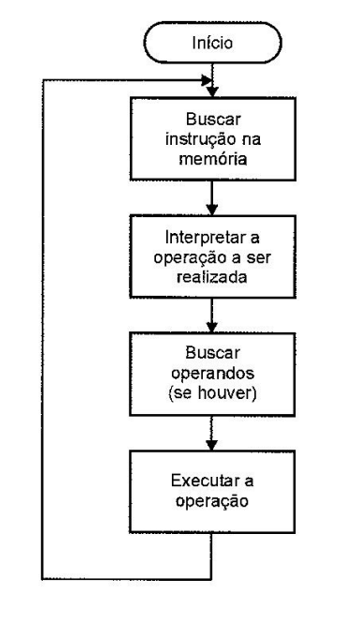 Início
Buscar
instrução na
memória
Interpretar a
operação a ser
realizada
Buscar
operandos
(se houver)
Executar a
operação